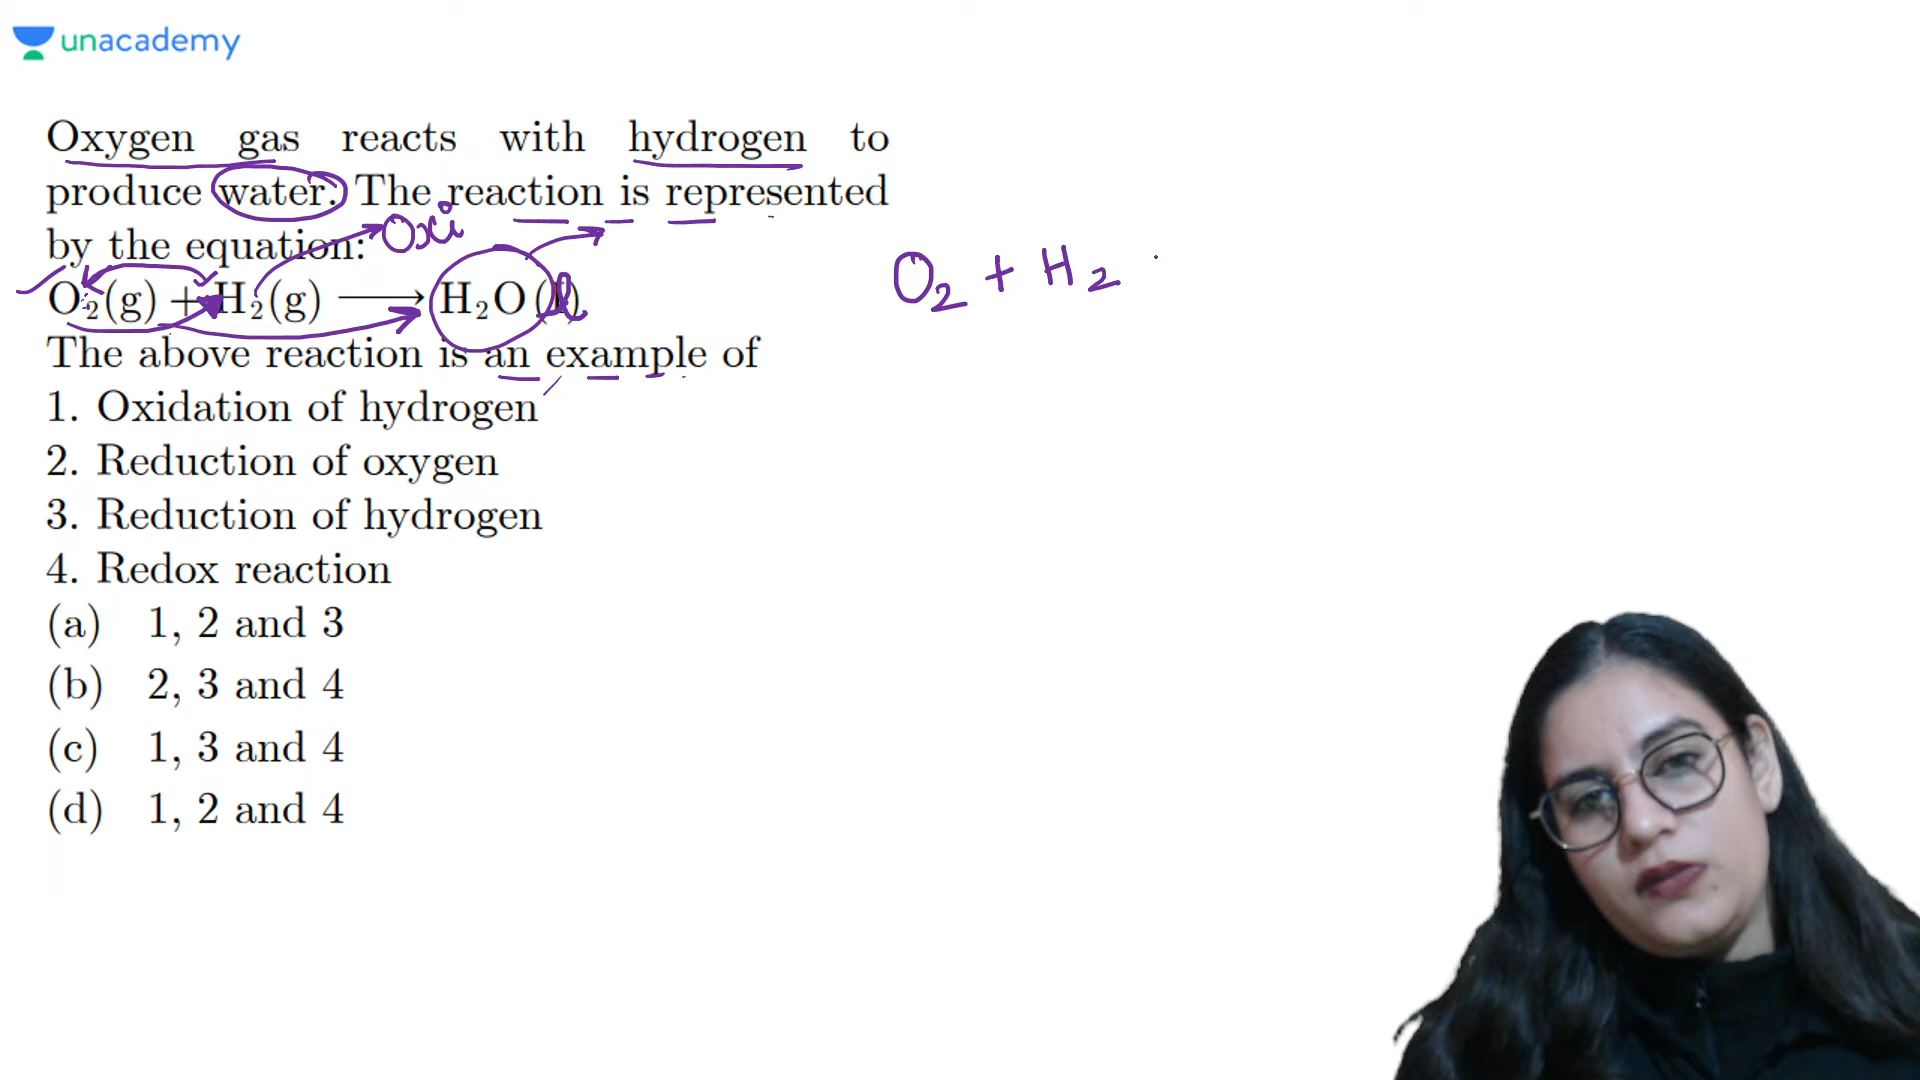 unacademy
Oxygen gas reacts with hydrogen to
produce water. The reaction is represented
by the equation:
Oxi
O₂(g) + H₂(g) ⟶ H₂O(l)
O₂ + H₂
The above reaction is an example of
1. Oxidation of hydrogen
2. Reduction of oxygen
3. Reduction of hydrogen
4. Redox reaction
(a) 1, 2 and 3
(b) 2, 3 and 4
(c) 1, 3 and 4
(d) 1, 2 and 4